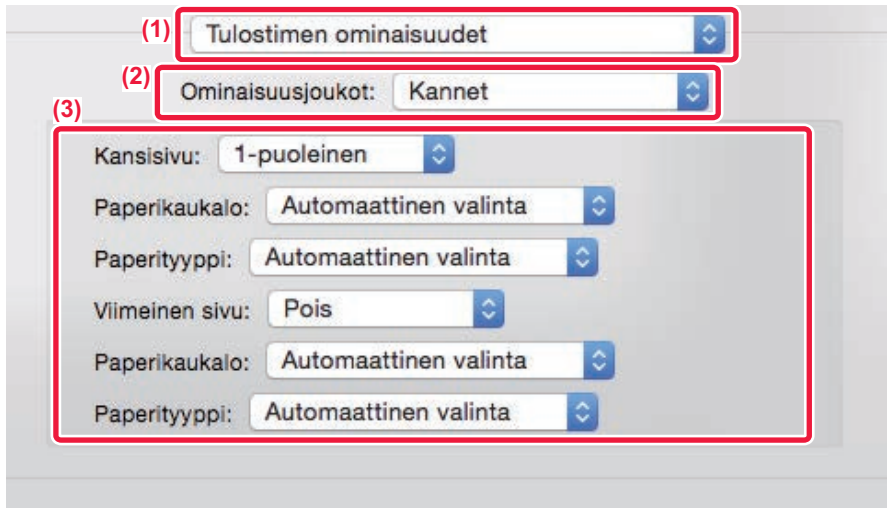 (1) Tulostimen ominaisuudet
(2) Ominaisuusjoukot: Kannet
(3)
Kansisivu: 1-puoleinen
Paperikaukalo: Automaattinen valinta
Paperityyppi: Automaattinen valinta
Viimeinen sivu: Pois
Paperikaukalo: Automaattinen valinta
Paperityyppi: Automaattinen valinta